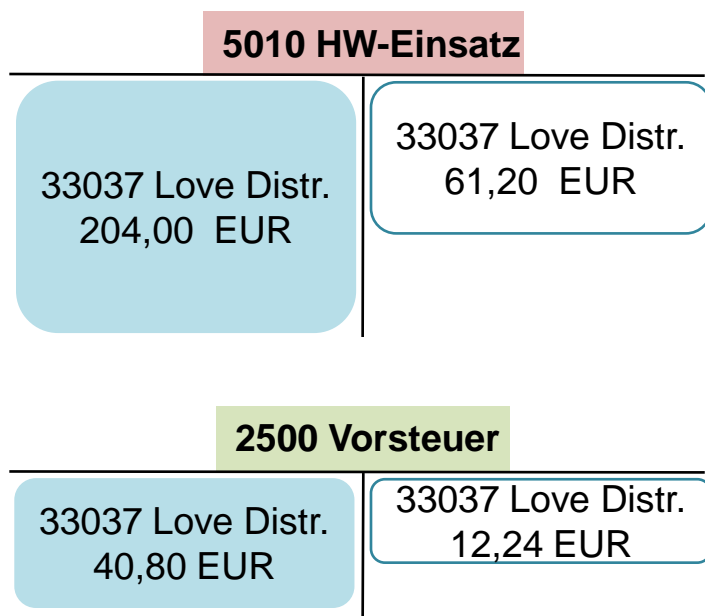 5010 HW-Einsatz
33037 Love Distr.
204,00 EUR
33037 Love Distr.
61,20 EUR
2500 Vorsteuer
33037 Love Distr.
40,80 EUR
33037 Love Distr.
12,24 EUR